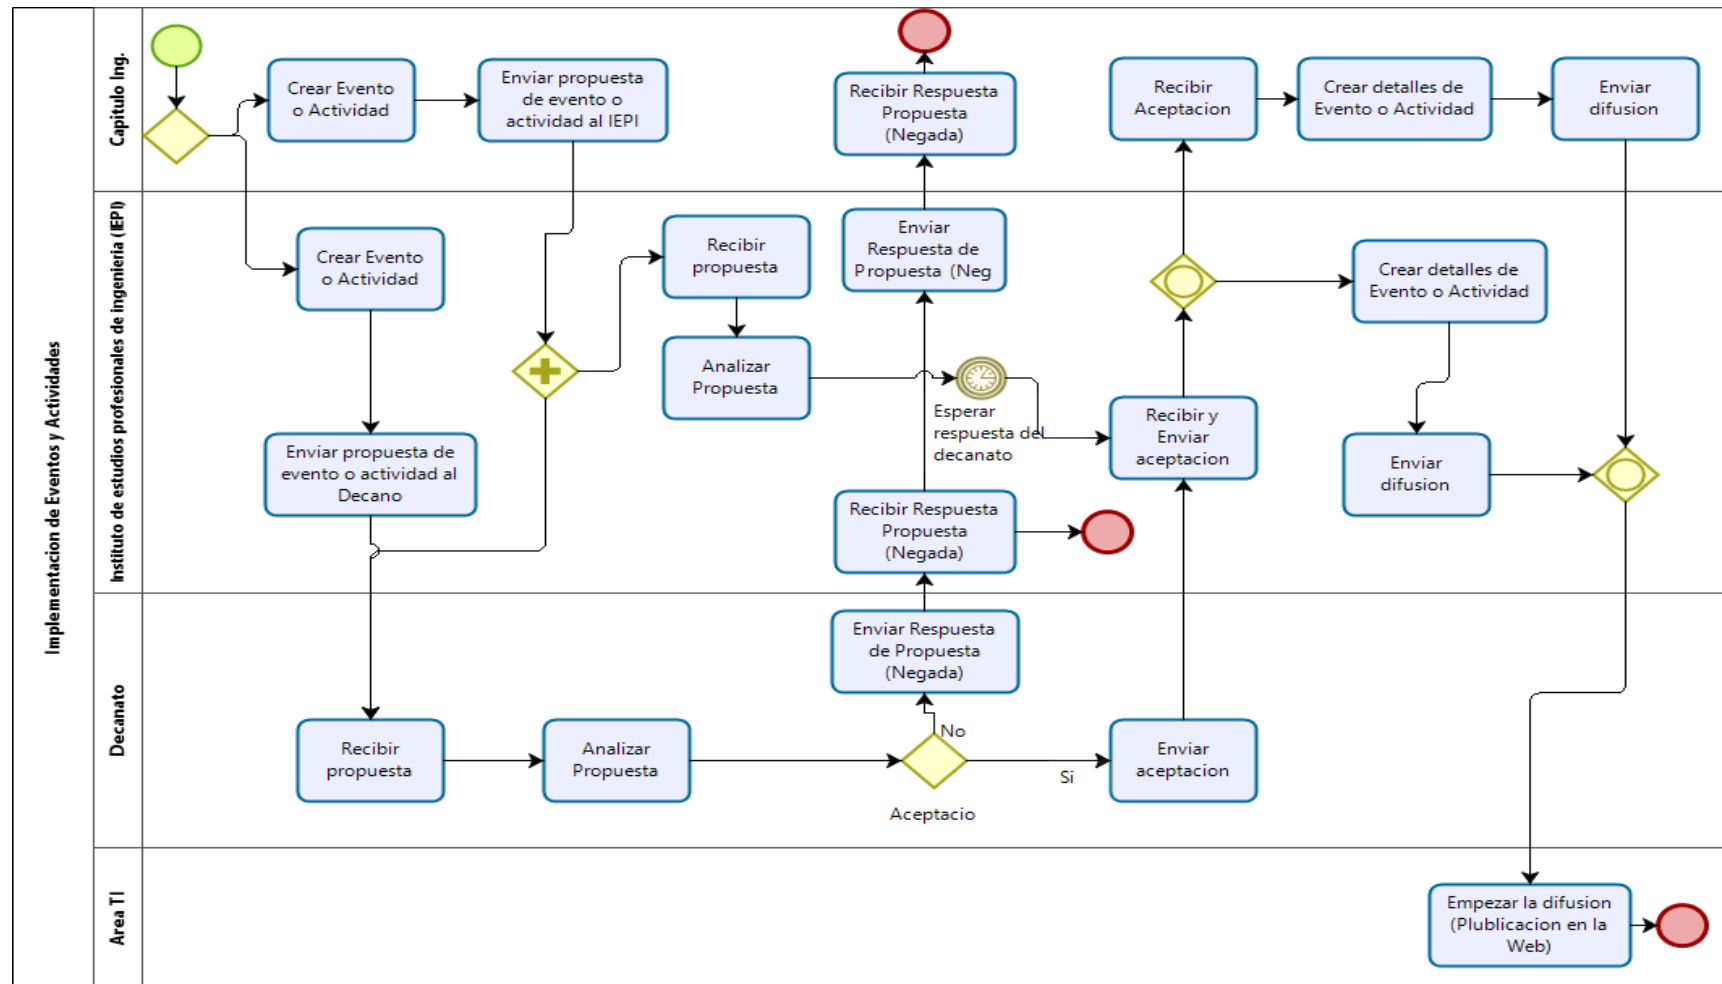 Implementacion de Eventos y Actividades
Capitulo Ing.
Crear Evento
o Actividad
Enviar propuesta
de evento o
actividad al IEPI
Recibir Respuesta
Propuesta
(Negada)
Recibir
Aceptacion
Crear detalles de
Evento o Actividad
Enviar
difusion
Instituto de estudios profesionales de ingenieria (IEPI)
Crear Evento
o Actividad
Enviar propuesta de
evento o actividad al
Decano
Recibir
propuesta
Analizar
Propuesta
Enviar
Respuesta de
Propuesta (Neg
Esperar
respuesta del
decanato
Recibir Respuesta
Propuesta
(Negada)
Recibir y
Enviar
aceptacion
Crear detalles de
Evento o Actividad
Enviar
difusion
Decanato
Recibir
propuesta
Analizar
Propuesta
Enviar Respuesta
de Propuesta
(Negada)
No
Si
Aceptacio
Enviar
aceptacion
Area TI
Empezar la difusion
(Plublicacion en la
Web)